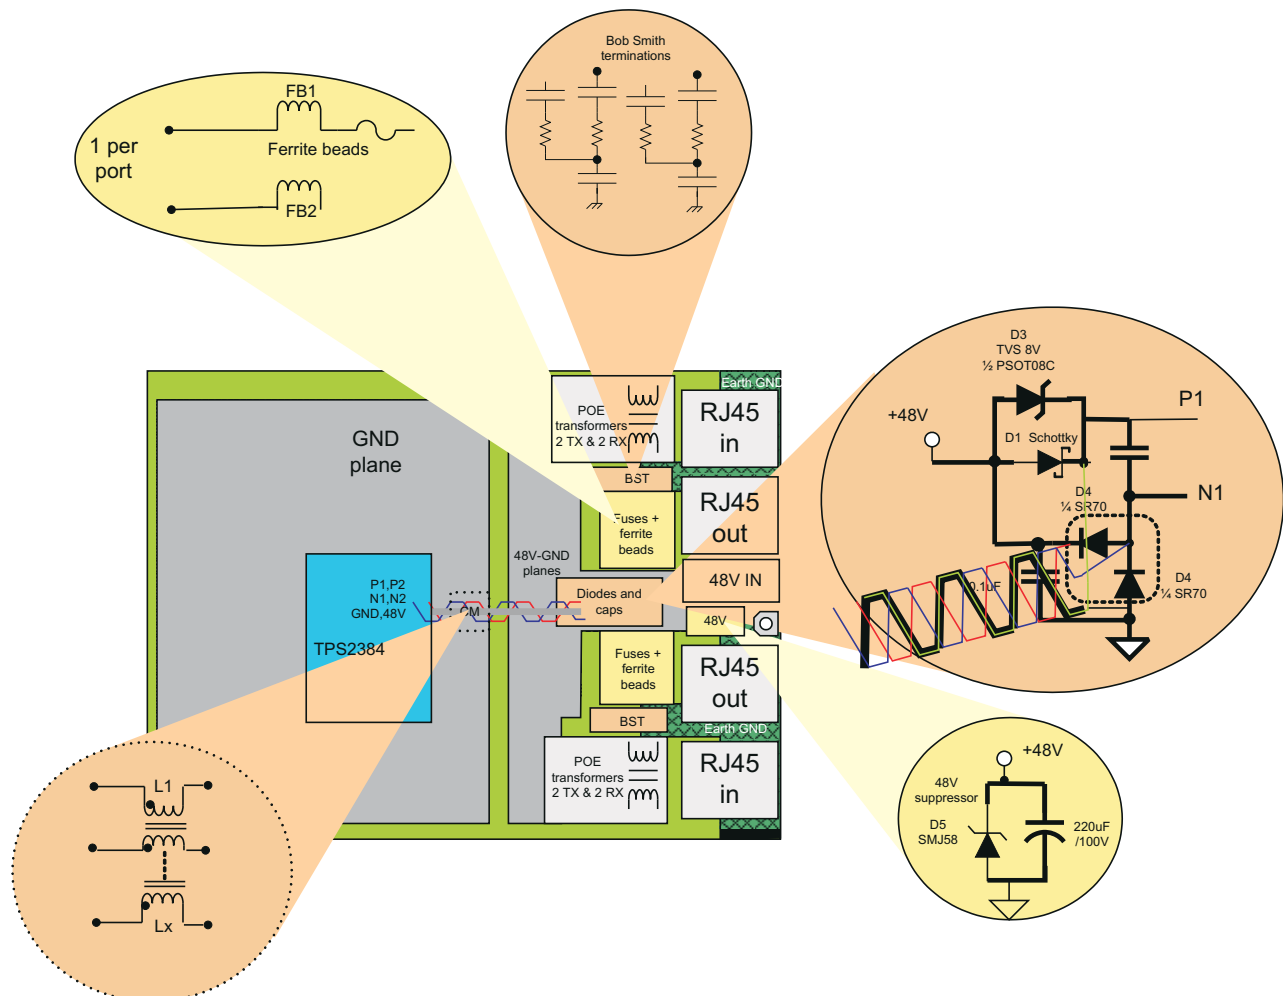 Bob Smith
terminations
FB1
1 per
port
Ferrite beads
FB2
D3
TVS 8V
½ PSOT08C
+48V
P1
D1 Schottky
N1
D4
¼ SR70
0.1uF
D4
¼ SR70
Earth GND
POE
transformers
2 TX & 2 RX
RJ45
in
GND
plane
BST
Fuses +
ferrite
beads
RJ45
out
48V-GND
planes
48V IN
P1,P2
N1,N2
GND,48V
CM
Diodes and
caps
48V
TPS2384
Fuses +
ferrite
beads
RJ45
out
BST
Earth GND
POE
transformers
2 TX & 2 RX
RJ45
in
+48V
48V
suppressor
D5
SMJ58
220uF
/100V
L1
Lx